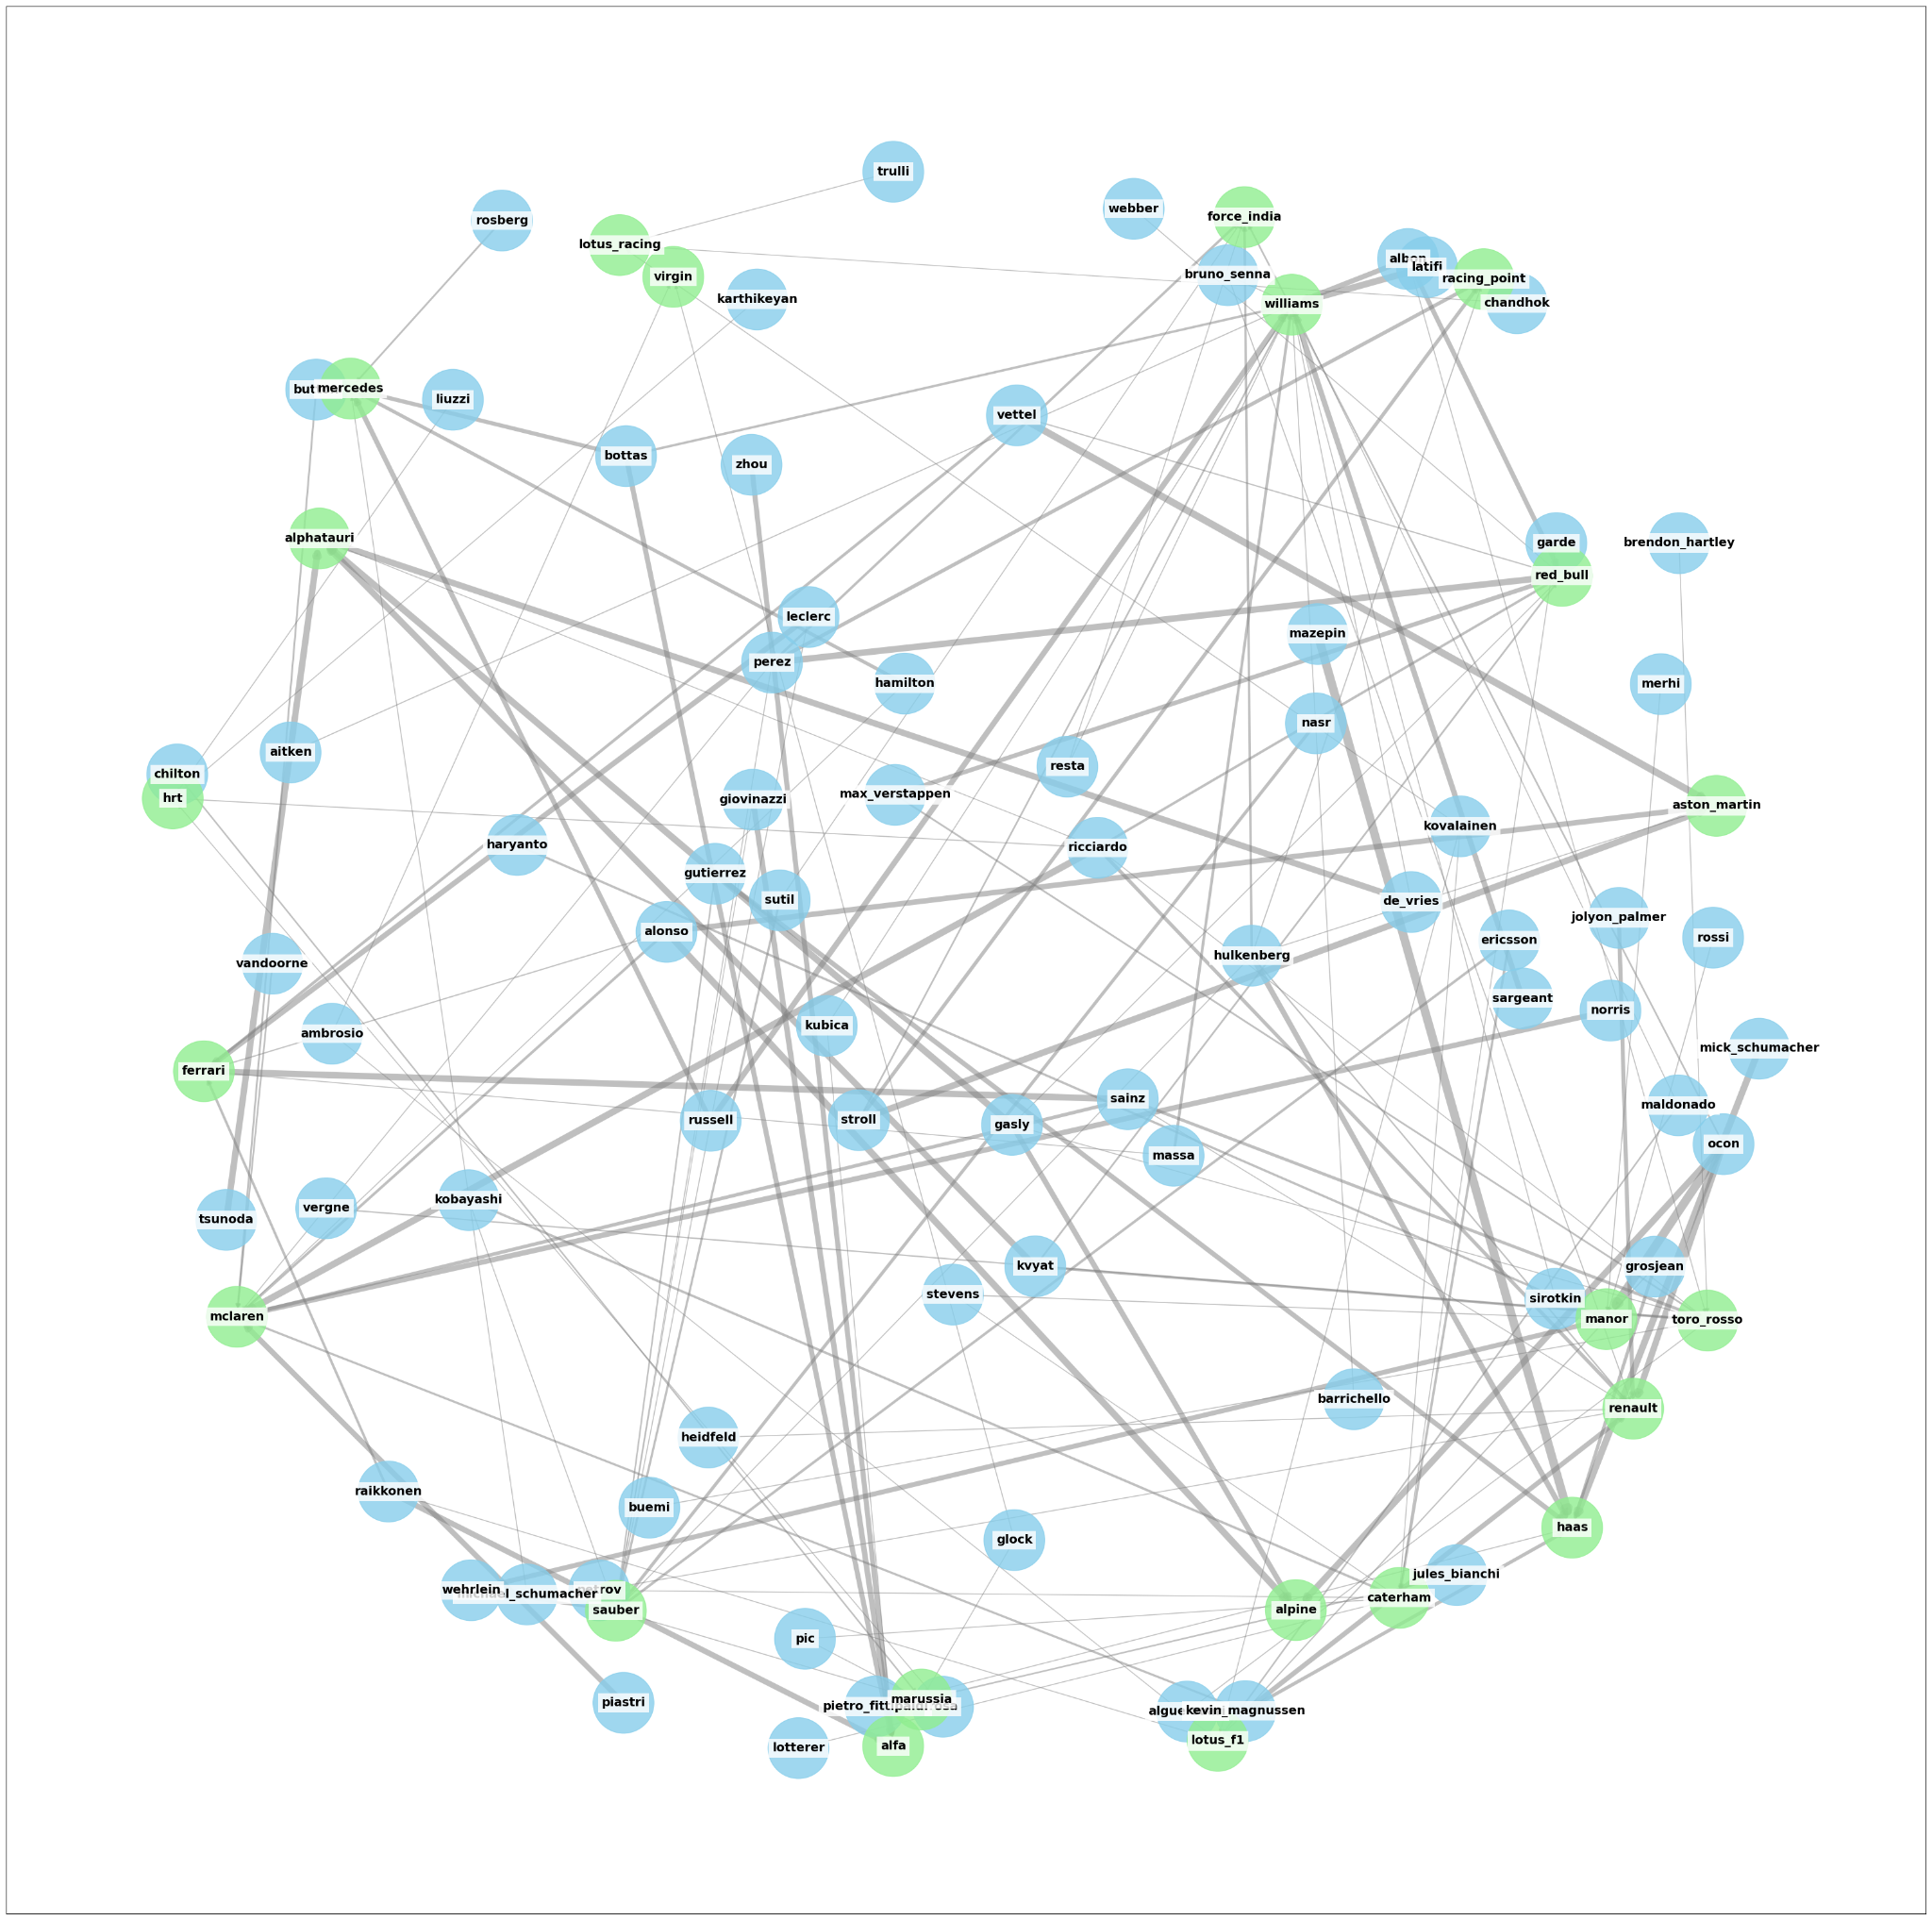 trulli
webber
force_india
rosberg
lotus_racing
albon
latifi
bruno_senna
virgin
racing_point
karthikeyan
williams
chandhok
mercedes
liuzzi
vettel
bottas
zhou
alphatauri
garde
brendon_hartley
red_bull
leclerc
mazepin
perez
hamilton
merhi
nasr
aitken
resta
chilton
max_verstappen
hrt
giovinazzi
aston_martin
kovalainen
haryanto
ricciardo
gutierrez
sutil
de_vries
jolyon_palmer
alonso
rossi
ericsson
hulkenberg
vandoorne
sargeant
norris
kubica
ambrosio
mick_schumacher
ferrari
sainz
maldonado
russell
stroll
gasly
ocon
massa
kobayashi
vergne
tsunoda
kvyat
grosjean
stevens
sirotkin
mclaren
manor
toro_rosso
barrichello
renault
heidfeld
raikkonen
buemi
haas
glock
jules_bianchi
wehrlein
caterham
sauber
alpine
pic
marussia
piastri
kevin_magnussen
lotus_f1
alfa
lotterer